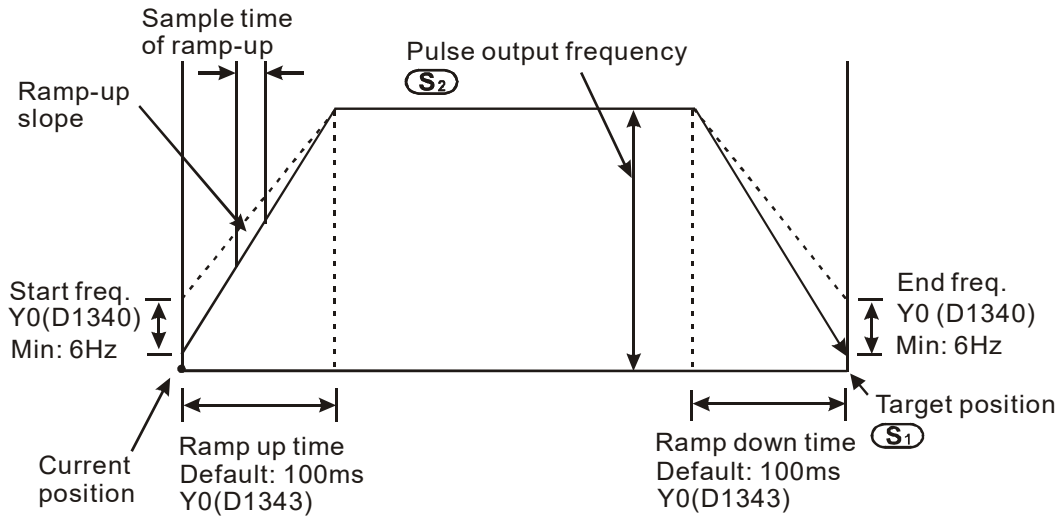 Sample time
of ramp-up
Pulse output frequency
S2
Ramp-up
slope
Start freq.
Y0(D1340)
Min: 6Hz
End freq.
Y0 (D1340)
Min: 6Hz
Target position
S1
Current
position
Ramp up time
Default: 100ms
Y0(D1343)
Ramp down time
Default: 100ms
Y0(D1343)